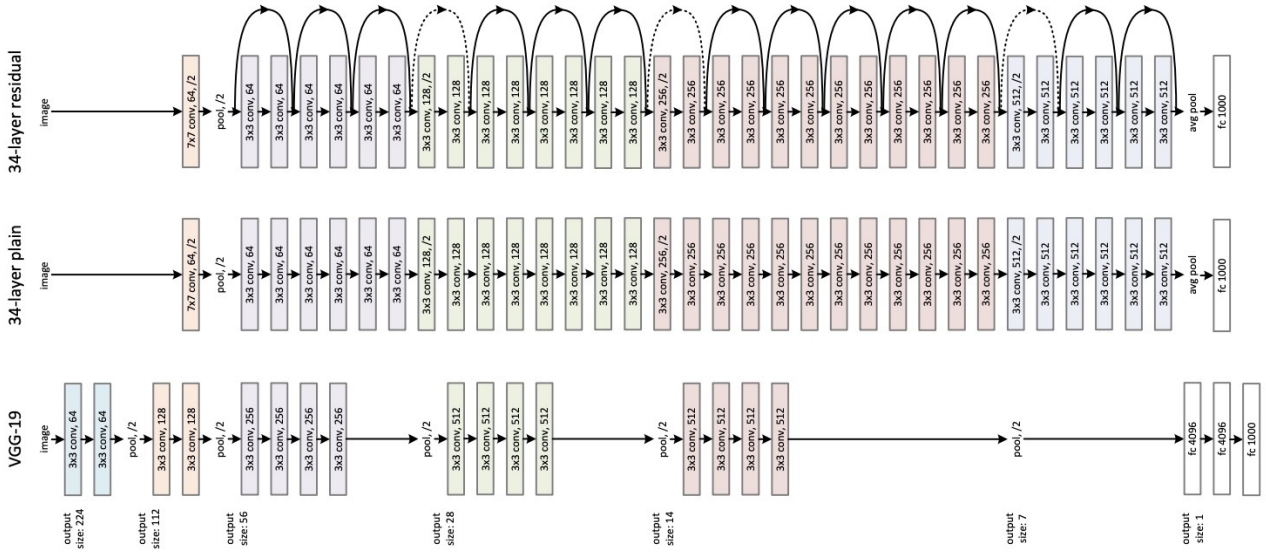 34-layer residual
image
7x7 conv, 64, /2
pool, /2
3x3 conv, 64
3x3 conv, 64
3x3 conv, 64
3x3 conv, 64
3x3 conv, 64
3x3 conv, 64
3x3 conv, 128, /2
3x3 conv, 128
3x3 conv, 128
3x3 conv, 128
3x3 conv, 128
3x3 conv, 128
3x3 conv, 128
3x3 conv, 128
3x3 conv, 256, /2
3x3 conv, 256
3x3 conv, 256
3x3 conv, 256
3x3 conv, 256
3x3 conv, 256
3x3 conv, 256
3x3 conv, 256
3x3 conv, 256
3x3 conv, 256
3x3 conv, 256
3x3 conv, 256
3x3 conv, 512, /2
3x3 conv, 512
3x3 conv, 512
3x3 conv, 512
3x3 conv, 512
3x3 conv, 512
avg pool
fc 1000
34-layer plain
image
7x7 conv, 64, /2
pool, /2
3x3 conv, 64
3x3 conv, 64
3x3 conv, 64
3x3 conv, 64
3x3 conv, 64
3x3 conv, 64
3x3 conv, 128, /2
3x3 conv, 128
3x3 conv, 128
3x3 conv, 128
3x3 conv, 128
3x3 conv, 128
3x3 conv, 128
3x3 conv, 128
3x3 conv, 256, /2
3x3 conv, 256
3x3 conv, 256
3x3 conv, 256
3x3 conv, 256
3x3 conv, 256
3x3 conv, 256
3x3 conv, 256
3x3 conv, 256
3x3 conv, 256
3x3 conv, 256
3x3 conv, 256
3x3 conv, 512, /2
3x3 conv, 512
3x3 conv, 512
3x3 conv, 512
3x3 conv, 512
3x3 conv, 512
avg pool
fc 1000
VGG-19
image
3x3 conv, 64
3x3 conv, 64
pool, /2
3x3 conv, 128
3x3 conv, 128
pool, /2
3x3 conv, 256
3x3 conv, 256
3x3 conv, 256
3x3 conv, 256
pool, /2
3x3 conv, 512
3x3 conv, 512
3x3 conv, 512
3x3 conv, 512
pool, /2
3x3 conv, 512
3x3 conv, 512
3x3 conv, 512
3x3 conv, 512
pool, /2
fc 4096
fc 4096
fc 1000
output
size: 224
output
size: 112
output
size: 56
output
size: 28
output
size: 14
output
size: 7
output
size: 1